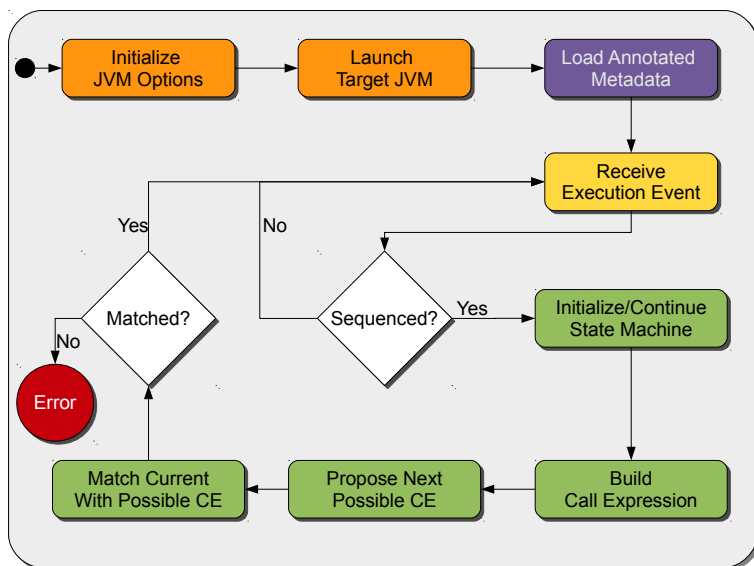 Initialize
JVM Options
Launch
Target JVM
Load Annotated
Metadata
Receive
Execution Event
Yes
No
Matched?
Sequenced?
Yes
Initialize/Continue
State Machine
No
Error
Match Current
With Possible CE
Propose Next
Possible CE
Build
Call Expression